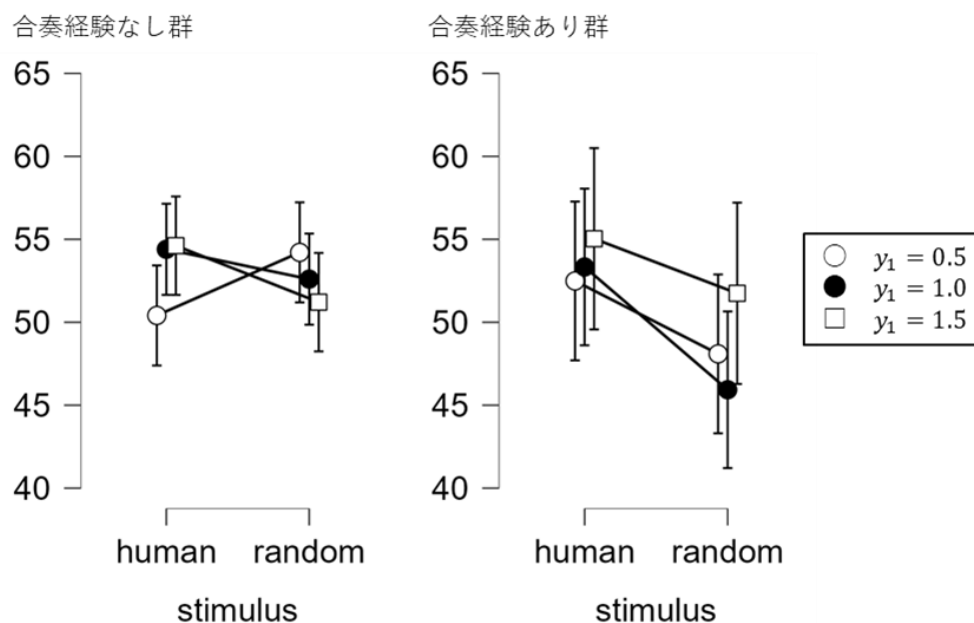 合奏経験なし群
65
60
55
50
45
40
human random
stimulus
合奏経験あり群
65
60
55
50
45
40
human random
stimulus
y₁ = 0.5
y₁ = 1.0
y₁ = 1.5